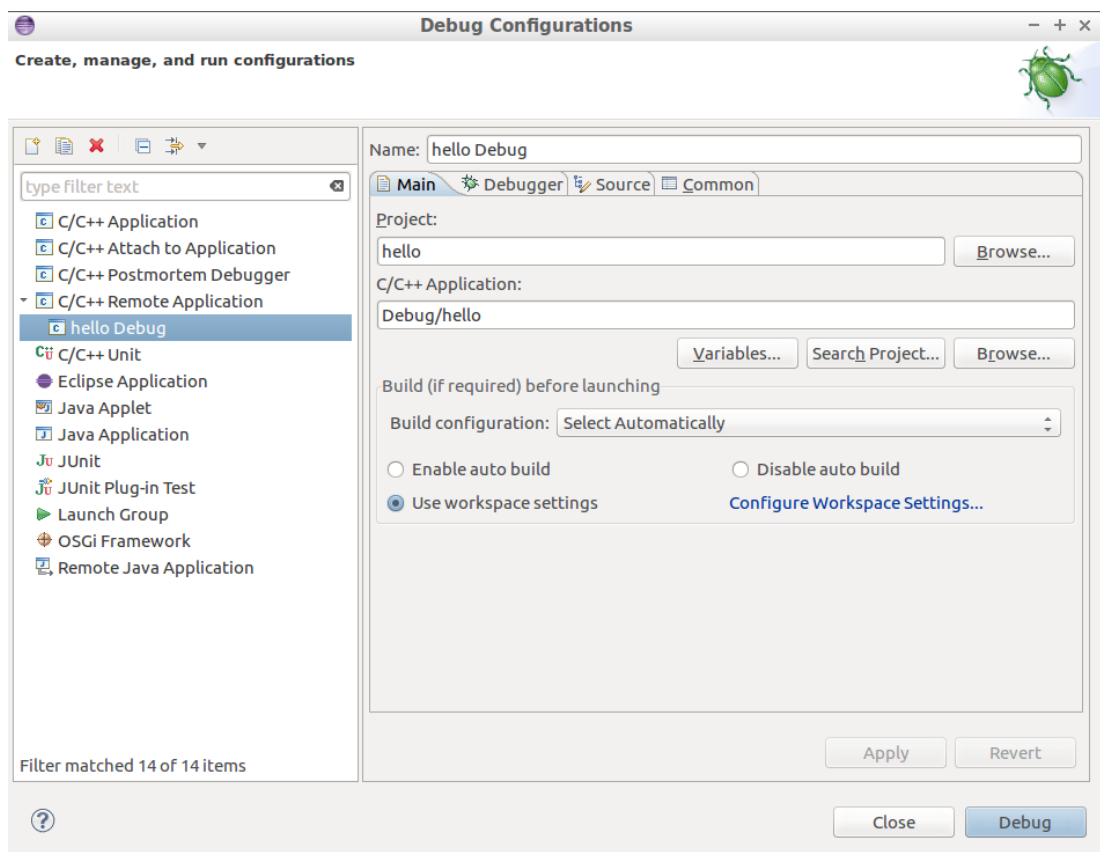 Debug Configurations
Create, manage, and run configurations
type filter text
C/C++ Application
C/C++ Attach to Application
C/C++ Postmortem Debugger
C/C++ Remote Application
hello Debug
C/C++ Unit
Eclipse Application
Java Applet
Java Application
JUnit
JUnit Plug-in Test
Launch Group
OSGi Framework
Remote Java Application
Filter matched 14 of 14 items
Name: hello Debug
Main Debugger Source Common
Project:
hello Browse...
C/C++ Application:
Debug/hello
Variables... Search Project... Browse...
Build (if required) before launching
Build configuration: Select Automatically
Enable auto build Disable auto build
Use workspace settings Configure Workspace Settings...
Apply Revert
Close Debug